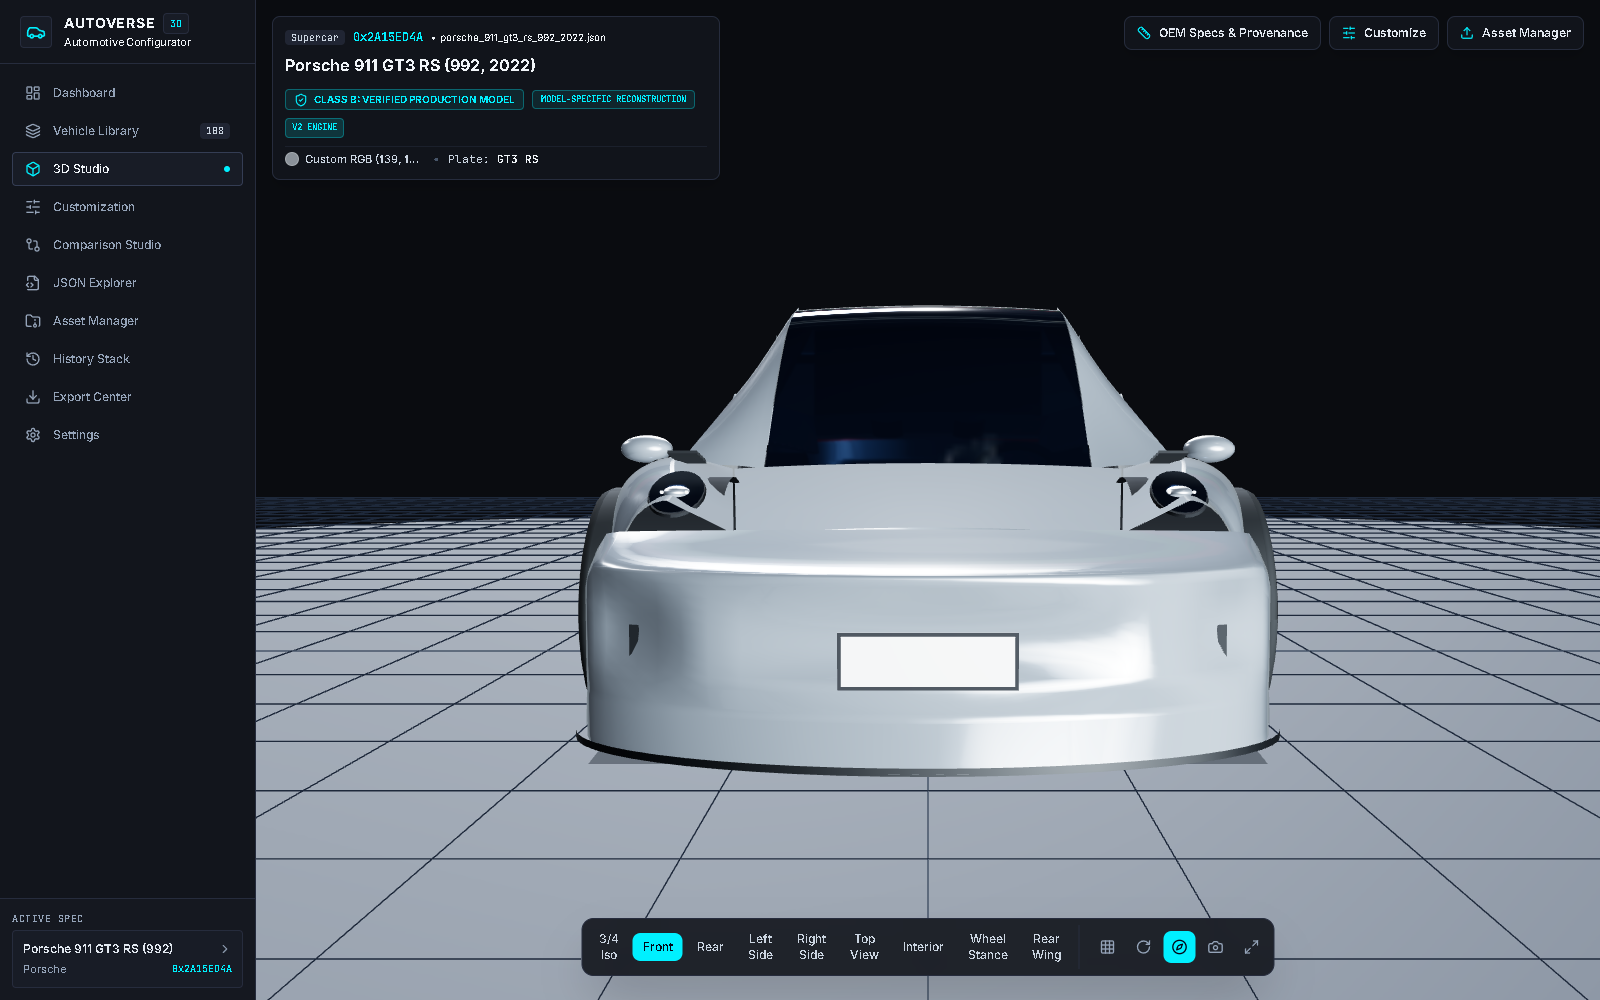 AUTOVERSE 3D
Automotive Configurator
Dashboard
Vehicle Library 188
3D Studio
Customization
Comparison Studio
JSON Explorer
Asset Manager
History Stack
Export Center
Settings
ACTIVE SPEC
Porsche 911 GT3 RS (992)
Porsche 0x2A15ED4A
Supercar 0x2A15ED4A • porsche_911_gt3_rs_992_2022.json
Porsche 911 GT3 RS (992, 2022)
CLASS B: VERIFIED PRODUCTION MODEL MODEL-SPECIFIC RECONSTRUCTION
V2 ENGINE
Custom RGB (139, 1... • Plate: GT3 RS
OEM Specs & Provenance Customize Asset Manager
3/4 Iso
Front
Rear
Left Side
Right Side
Top View
Interior
Wheel Stance
Rear Wing